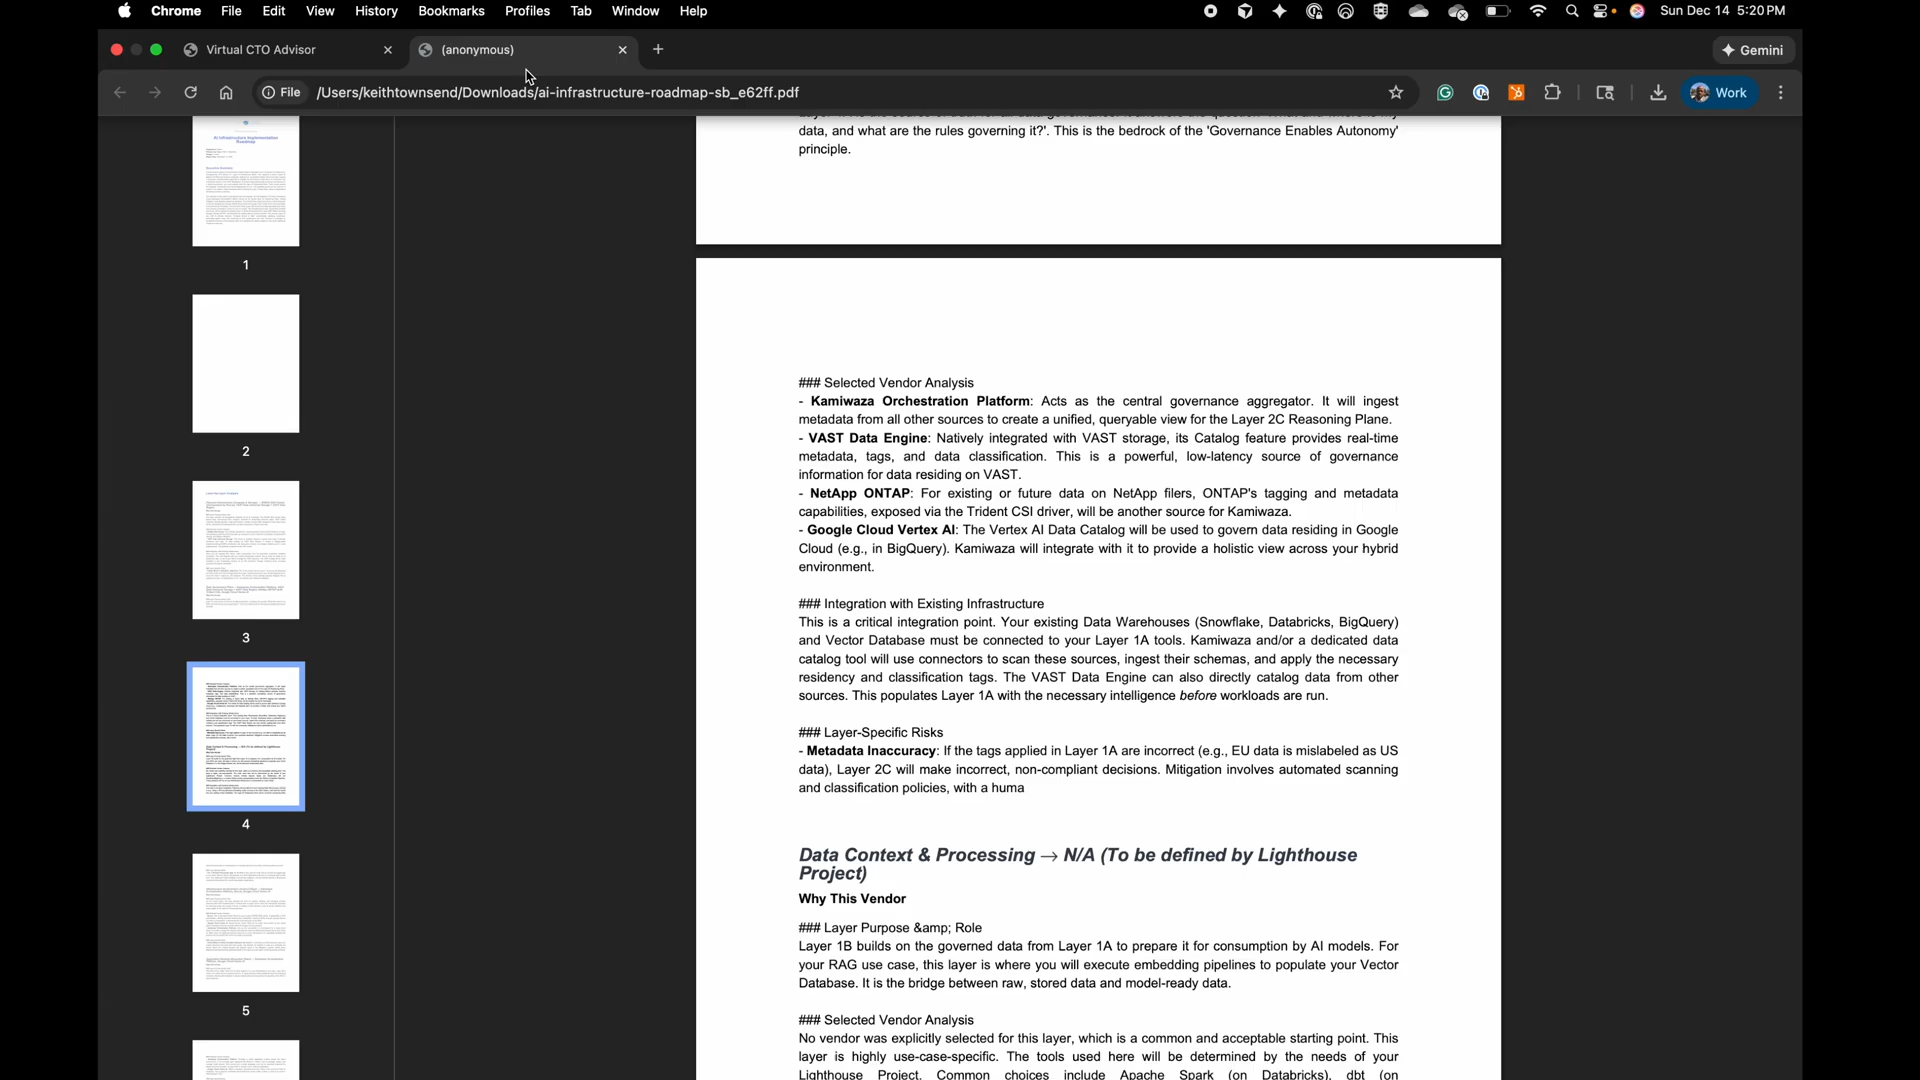 Chrome File Edit View History Bookmarks Profiles Tab Window Help
Sun Dec 14 5:20 PM
Virtual CTO Advisor
(anonymous)
Gemini
File /Users/keithtownsend/Downloads/ai-infrastructure-roadmap-sb_e62ff.pdf
Work
AI Infrastructure Implementation
Roadmap
1
2
3
4
5
data, and what are the rules governing it?'. This is the bedrock of the 'Governance Enables Autonomy'
principle.
### Selected Vendor Analysis
- Kamiwaza Orchestration Platform: Acts as the central governance aggregator. It will ingest
metadata from all other sources to create a unified, queryable view for the Layer 2C Reasoning Plane.
- VAST Data Engine: Natively integrated with VAST storage, its Catalog feature provides real-time
metadata, tags, and data classification. This is a powerful, low-latency source of governance
information for data residing on VAST.
- NetApp ONTAP: For existing or future data on NetApp filers, ONTAP's tagging and metadata
capabilities, exposed via the Trident CSI driver, will be another source for Kamiwaza.
- Google Cloud Vertex AI: The Vertex AI Data Catalog will be used to govern data residing in Google
Cloud (e.g., in BigQuery). Kamiwaza will integrate with it to provide a holistic view across your hybrid
environment.
### Integration with Existing Infrastructure
This is a critical integration point. Your existing Data Warehouses (Snowflake, Databricks, BigQuery)
and Vector Database must be connected to your Layer 1A tools. Kamiwaza and/or a dedicated data
catalog tool will use connectors to scan these sources, ingest their schemas, and apply the necessary
residency and classification tags. The VAST Data Engine can also directly catalog data from other
sources. This populates Layer 1A with the necessary intelligence before workloads are run.
### Layer-Specific Risks
- Metadata Inaccuracy: If the tags applied in Layer 1A are incorrect (e.g., EU data is mislabeled as US
data), Layer 2C will make incorrect, non-compliant decisions. Mitigation involves automated scanning
and classification policies, with a huma
Data Context & Processing → N/A (To be defined by Lighthouse
Project)
Why This Vendor
### Layer Purpose &amp; Role
Layer 1B builds on the governed data from Layer 1A to prepare it for consumption by AI models. For
your RAG use case, this layer is where you will execute embedding pipelines to populate your Vector
Database. It is the bridge between raw, stored data and model-ready data.
### Selected Vendor Analysis
No vendor was explicitly selected for this layer, which is a common and acceptable starting point. This
layer is highly use-case-specific. The tools used here will be determined by the needs of your
Lighthouse Project. Common choices include Apache Spark (on Databricks), dbt (on